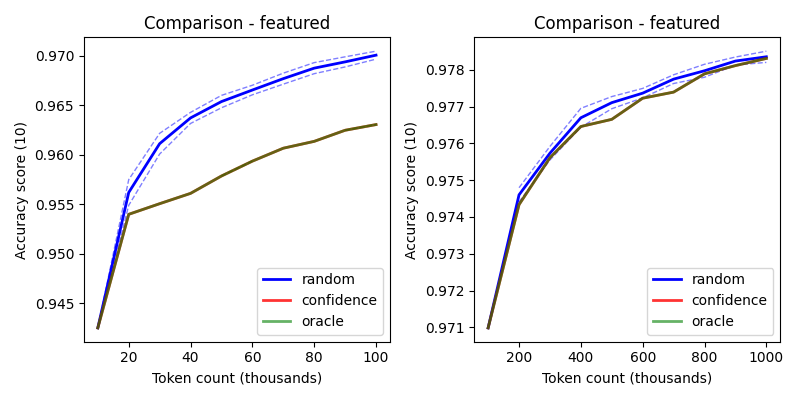 Comparison - featured
Accuracy score (10)
0.970
0.965
0.960
0.955
0.950
0.945
random
confidence
oracle
20 40 60 80 100
Token count (thousands)
Comparison - featured
Accuracy score (10)
0.978
0.977
0.976
0.975
0.974
0.973
0.972
0.971
random
confidence
oracle
200 400 600 800 1000
Token count (thousands)